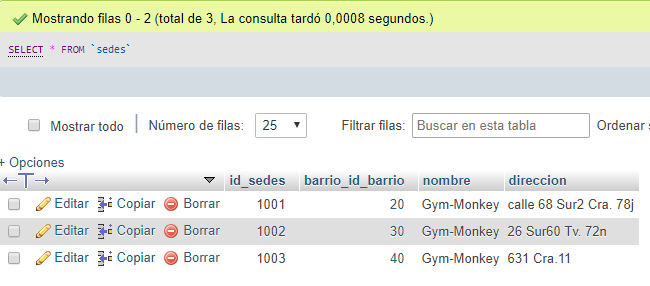 Mostrando filas 0 - 2 (total de 3, La consulta tardó 0,0008 segundos.)
SELECT * FROM `sedes`
Mostrar todo | Número de filas: 25 Filtrar filas: Buscar en esta tabla Ordenar s
+ Opciones
id_sedes barrio_id_barrio nombre direccion
Editar Copiar Borrar 1001 20 Gym-Monkey calle 68 Sur2 Cra. 78j
Editar Copiar Borrar 1002 30 Gym-Monkey 26 Sur60 Tv. 72n
Editar Copiar Borrar 1003 40 Gym-Monkey 631 Cra.11